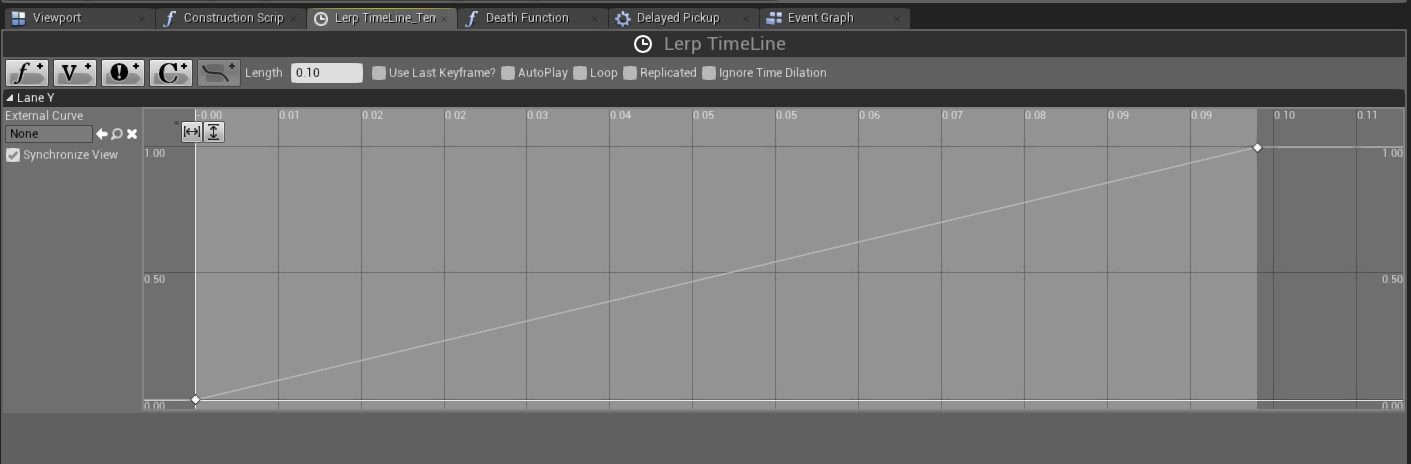 Viewport
Construction Scrip
Lerp TimeLine_Ten
Death Function
Delayed Pickup
Event Graph
Lerp TimeLine
f+ V+ !+ C+ + Length 0.10 Use Last Keyframe? AutoPlay Loop Replicated Ignore Time Dilation
Lane Y
External Curve
None
Synchronize View
-0.00 0.01 0.02 0.02 0.03 0.04 0.05 0.05 0.06 0.07 0.08 0.09 0.09 0.10 0.11
1.00 1.00
0.50 0.50
0.00 0.00